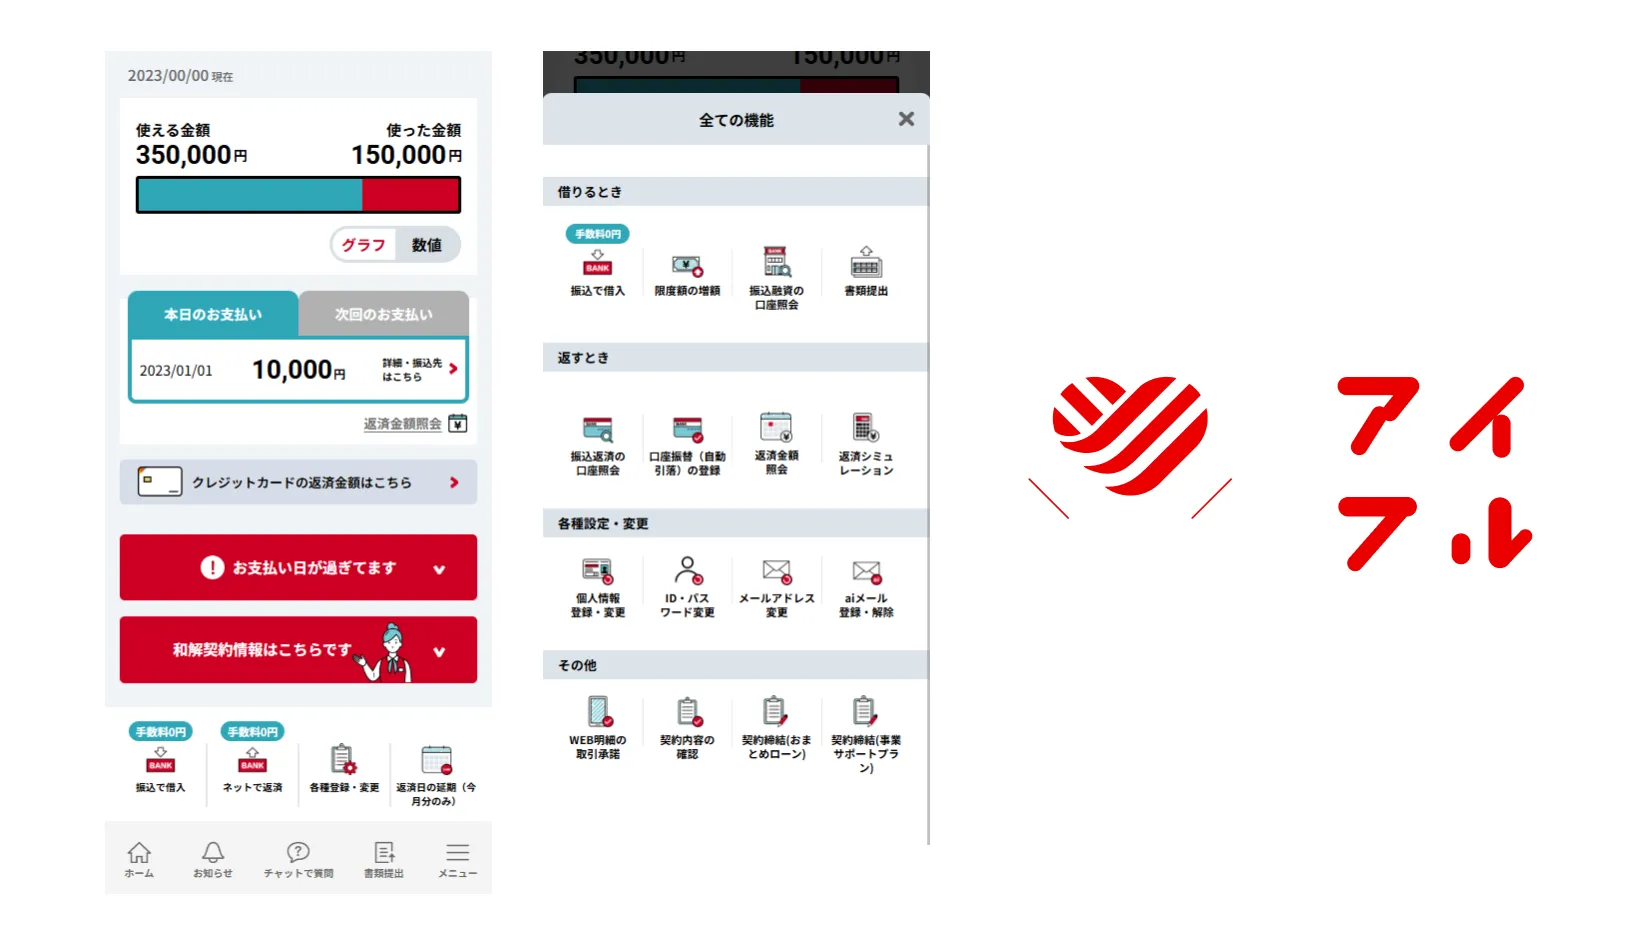 2023/00/00 現在
使える金額
使った金額
350,000円
150,000円
グラフ
数値
本日のお支払い
次回のお支払い
2023/01/01
10,000円
詳細・振込先
はこちら
返済金額照会
クレジットカードの返済金額はこちら
お支払い日が過ぎてます
和解契約情報はこちらです
手数料0円
BANK
振込で借入
手数料0円
BANK
ネットで返済
各種登録・変更
返済日の延期（今
月分のみ）
ホーム
お知らせ
チャットで質問
書類提出
メニュー
350,000円
150,000円
全ての機能
借りるとき
手数料0円
BANK
振込で借入
限度額の増額
BANK
振込融資の
口座照会
書類提出
返すとき
振込返済の
口座照会
口座振替（自動
引落）の登録
返済金額
照会
返済シミュ
レーション
各種設定・変更
個人情報
登録・変更
ID・パス
ワード変更
メールアドレス
変更
aiメール
登録・解除
その他
WEB明細の
取引承諾
契約内容の
確認
契約締結(おま
とめローン)
契約締結(事業
サポートプラ
ン)
アイ
フル